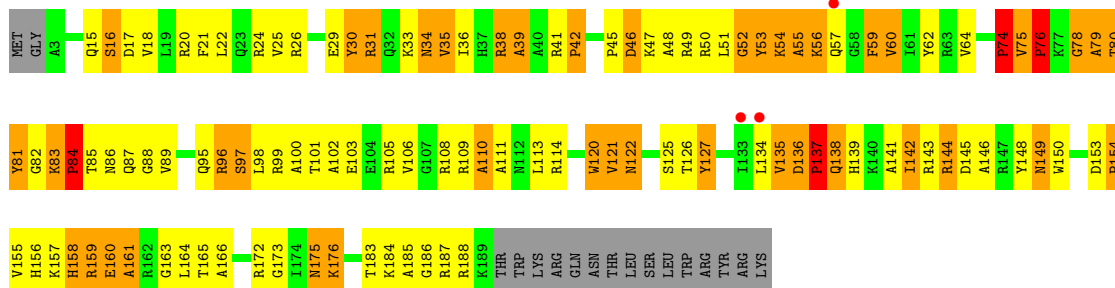 MET GLY A3 Q15 S16 D17 V18 L19 R20 F21 L22 Q23 R24 V25 R26 E29 Y30 R31 Q32 K33 N34 V35 I36 H37 R38 A39 A40 R41 P42 P45 D46 K47 A48 R49 R50 L51 G52 Y53 K54 A55 K56 Q57 G58 F59 V60 I61 Y62 R63 V64 P74 V75 P76 K77 G78 A79 T80
Y81 G82 K83 P84 T85 N86 Q87 G88 V89 Q95 R96 S97 L98 R99 A100 T101 A102 E103 E104 R105 V106 G107 R108 R109 A110 A111 N112 L113 R114 W120 V121 N122 S125 T126 Y127 I133 L134 V135 D136 P137 Q138 H139 K140 A141 I142 R143 R144 D145 A146 R147 Y148 N149 W150 D153 P154
V155 H156 K157 H158 R159 E160 A161 R162 G163 L164 T165 A166 R172 G173 I174 N175 K176 T183 K184 A185 G186 R187 R188 K189 THR TRP LYS ARG GLN ASN THR LEU SER LEU TRP ARG TYR ARG LYS